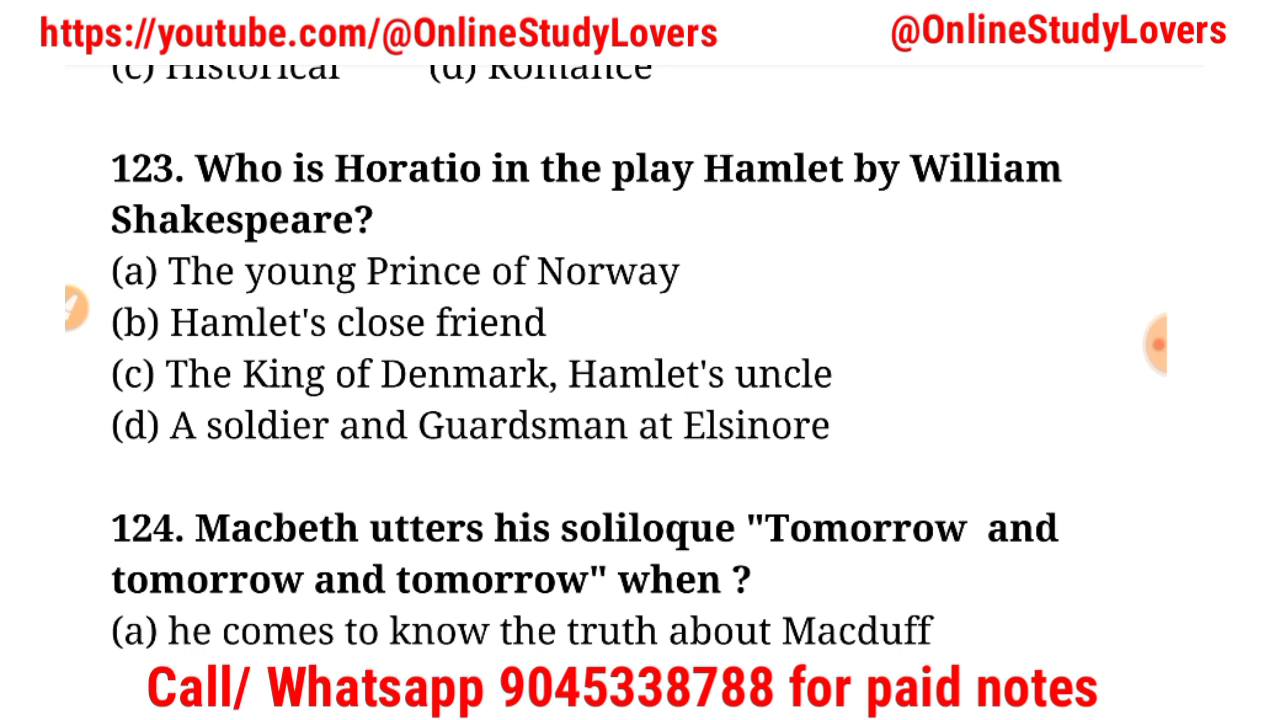 https://youtube.com/@OnlineStudyLovers @OnlineStudyLovers
(c) Historical (d) Romance
123. Who is Horatio in the play Hamlet by William
Shakespeare?
(a) The young Prince of Norway
(b) Hamlet's close friend
(c) The King of Denmark, Hamlet's uncle
(d) A soldier and Guardsman at Elsinore
124. Macbeth utters his soliloque "Tomorrow and
tomorrow and tomorrow" when ?
(a) he comes to know the truth about Macduff
Call/ Whatsapp 9045338788 for paid notes